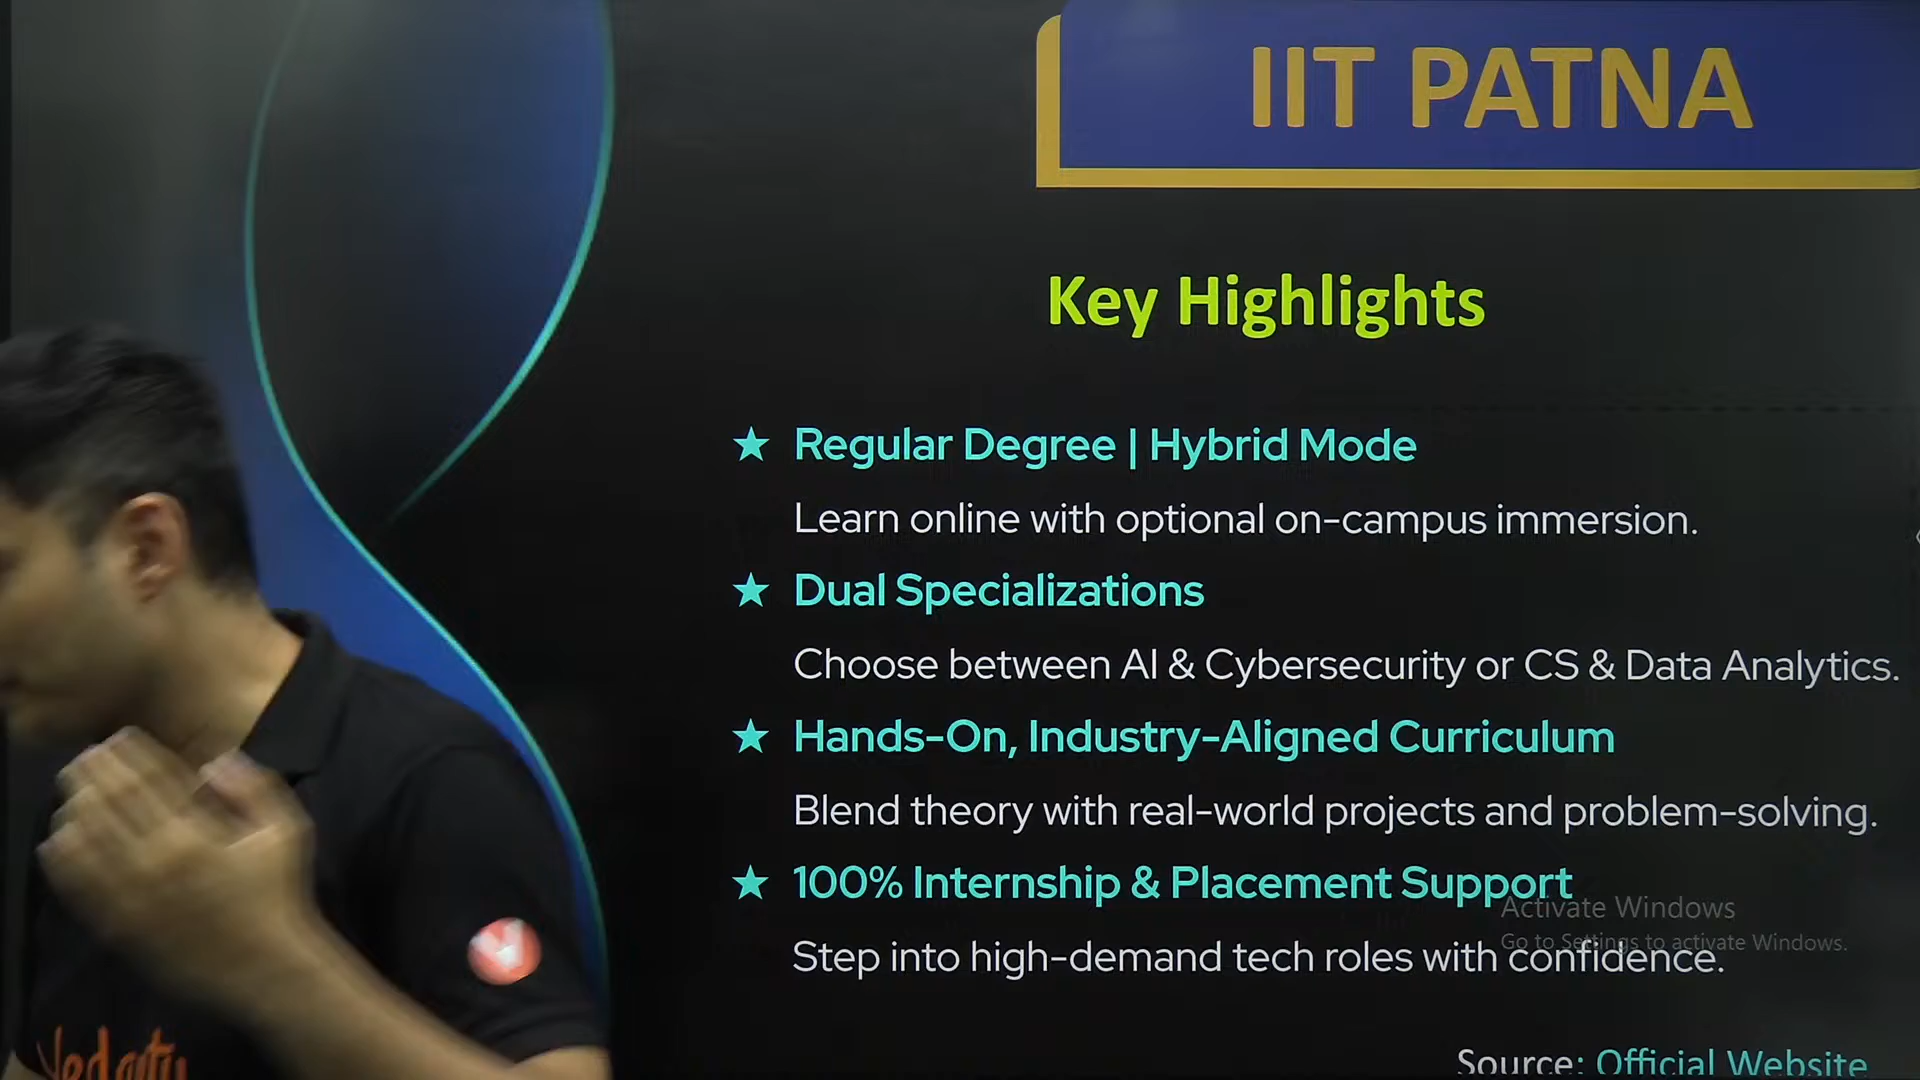 IIT PATNA
Key Highlights
★ Regular Degree | Hybrid Mode
Learn online with optional on-campus immersion.
★ Dual Specializations
Choose between AI & Cybersecurity or CS & Data Analytics.
★ Hands-On, Industry-Aligned Curriculum
Blend theory with real-world projects and problem-solving.
★ 100% Internship & Placement Support
Step into high-demand tech roles with confidence.
Activate Windows
Go to Settings to activate Windows.
Source: Official Website
Vedantu